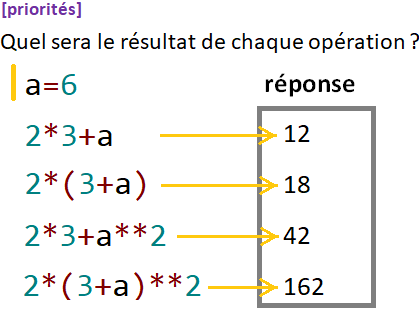 [priorités]
Quel sera le résultat de chaque opération ?
a=6 réponse
2*3+a 12
2*(3+a) 18
2*3+a**2 42
2*(3+a)**2 162